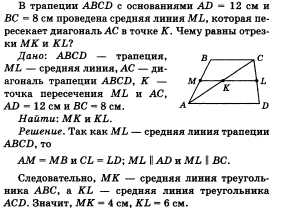 В трапеции ABCD с основаниями AD = 12 см и
BC = 8 см проведена средняя линия ML, которая пе-
ресекает диагональ AC в точке K. Чему равны отрез-
ки MK и KL?
Дано: ABCD — трапеция,
ML — средняя линия, AC — ди-
агональ трапеции ABCD, K —
точка пересечения ML и AC,
AD = 12 см и BC = 8 см.
Найти: MK и KL.
B C
M K L
A D
Решение. Так как ML — средняя линия трапеции
ABCD, то
AM = MB и CL = LD; ML ∥ AD и ML ∥ BC.
Следовательно, MK — средняя линия треуголь-
ника ABC, а KL — средняя линия треугольника
ACD. Значит, MK = 4 см, KL = 6 см.